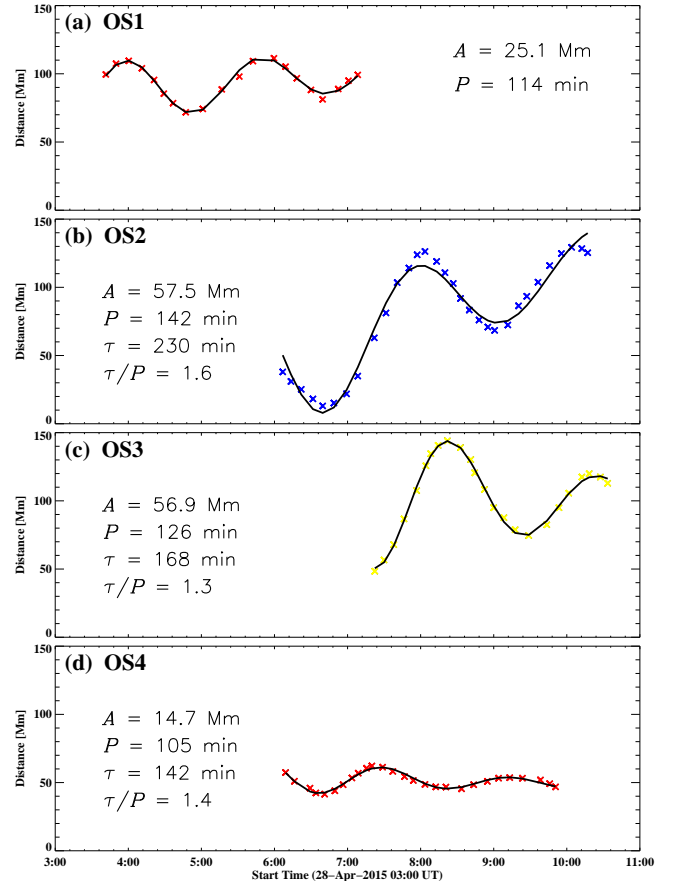 (a) OS1
A = 25.1 Mm
P = 114 min
Distance [Mm]
150
100
50
0
(b) OS2
A = 57.5 Mm
P = 142 min
τ = 230 min
τ/P = 1.6
Distance [Mm]
150
100
50
0
(c) OS3
A = 56.9 Mm
P = 126 min
τ = 168 min
τ/P = 1.3
Distance [Mm]
150
100
50
0
(d) OS4
A = 14.7 Mm
P = 105 min
τ = 142 min
τ/P = 1.4
Distance [Mm]
150
100
50
0
3:00 4:00 5:00 6:00 7:00 8:00 9:00 10:00 11:00
Start Time (28-Apr-2015 03:00 UT)